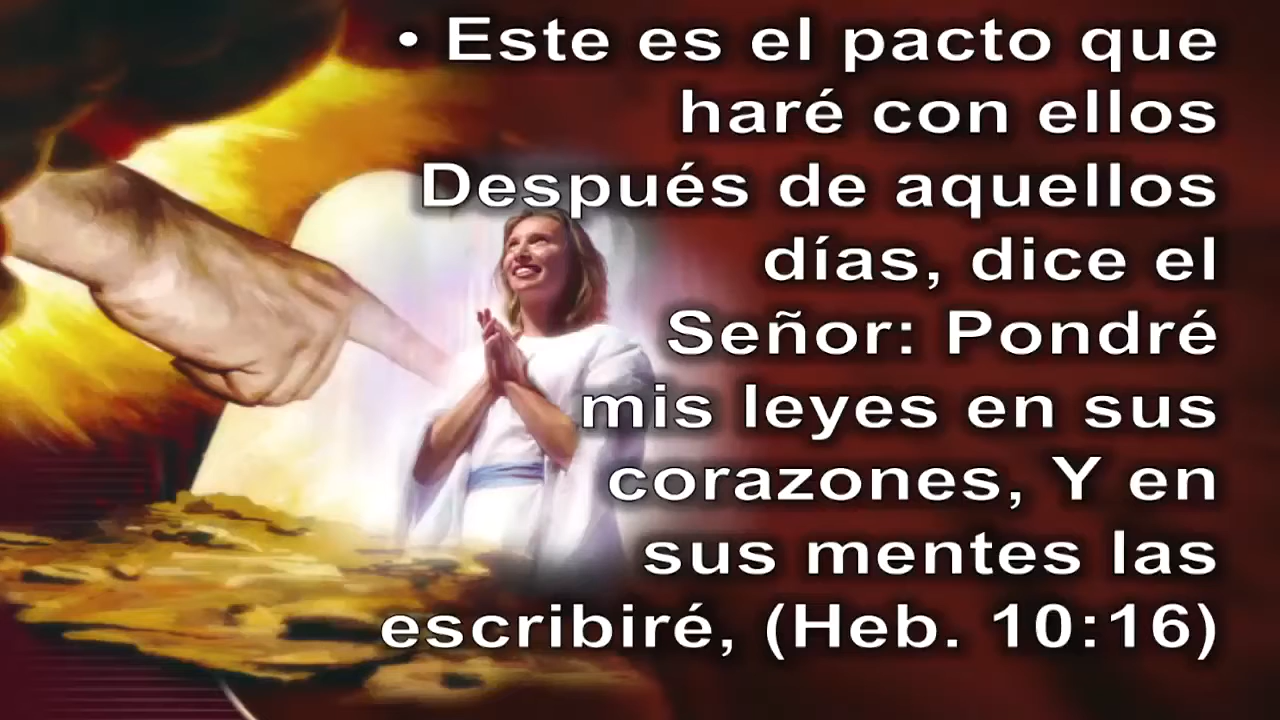 • Este es el pacto que
haré con ellos
Después de aquellos
días, dice el
Señor: Pondré
mis leyes en sus
corazones, Y en
sus mentes las
escribiré, (Heb. 10:16)